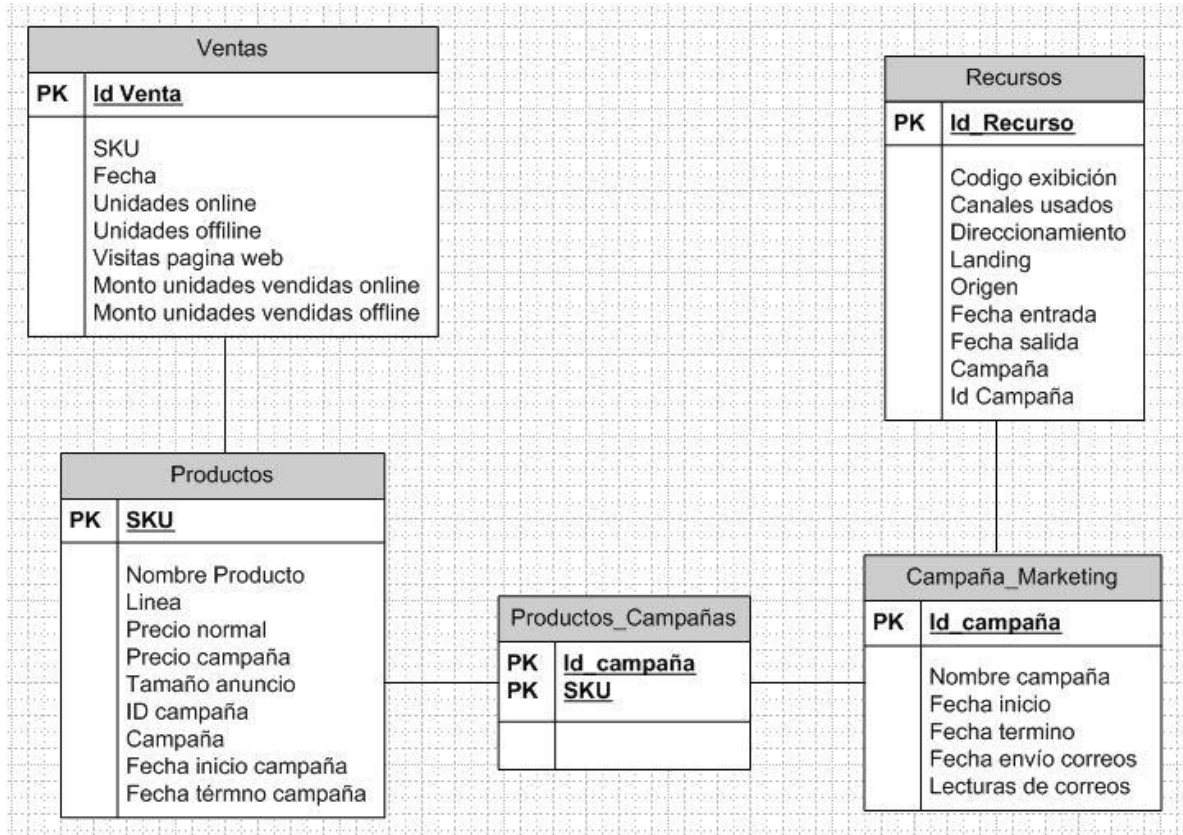 Ventas
PK Id Venta
SKU
Fecha
Unidades online
Unidades offiline
Visitas pagina web
Monto unidades vendidas online
Monto unidades vendidas offline
Recursos
PK Id_Recurso
Codigo exibición
Canales usados
Direccionamiento
Landing
Origen
Fecha entrada
Fecha salida
Campaña
Id Campaña
Productos
PK SKU
Nombre Producto
Linea
Precio normal
Precio campaña
Tamaño anuncio
ID campaña
Campaña
Fecha inicio campaña
Fecha térmno campaña
Productos_Campañas
PK Id_campaña
PK SKU
Campaña_Marketing
PK Id_campaña
Nombre campaña
Fecha inicio
Fecha termino
Fecha envío correos
Lecturas de correos